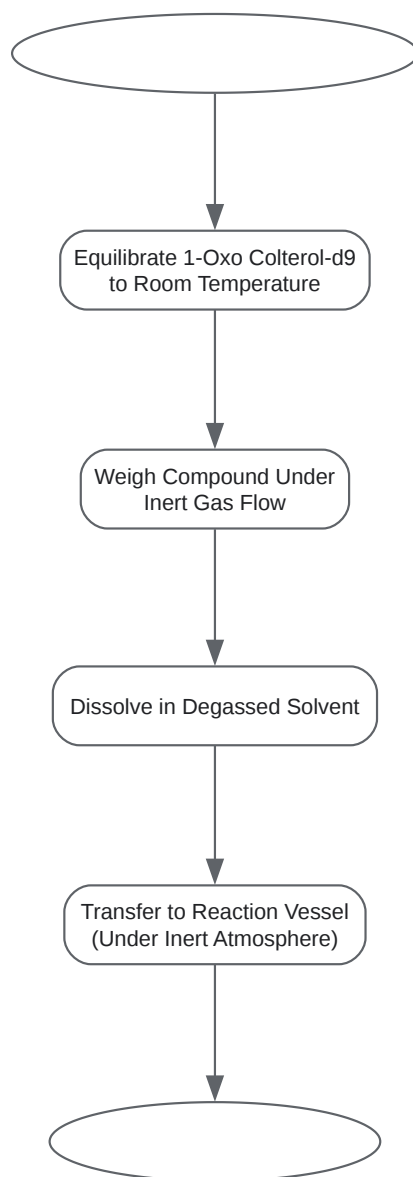 Equilibrate 1-Oxo Colterol-d9
to Room Temperature
Weigh Compound Under
Inert Gas Flow
Dissolve in Degassed Solvent
Transfer to Reaction Vessel
(Under Inert Atmosphere)